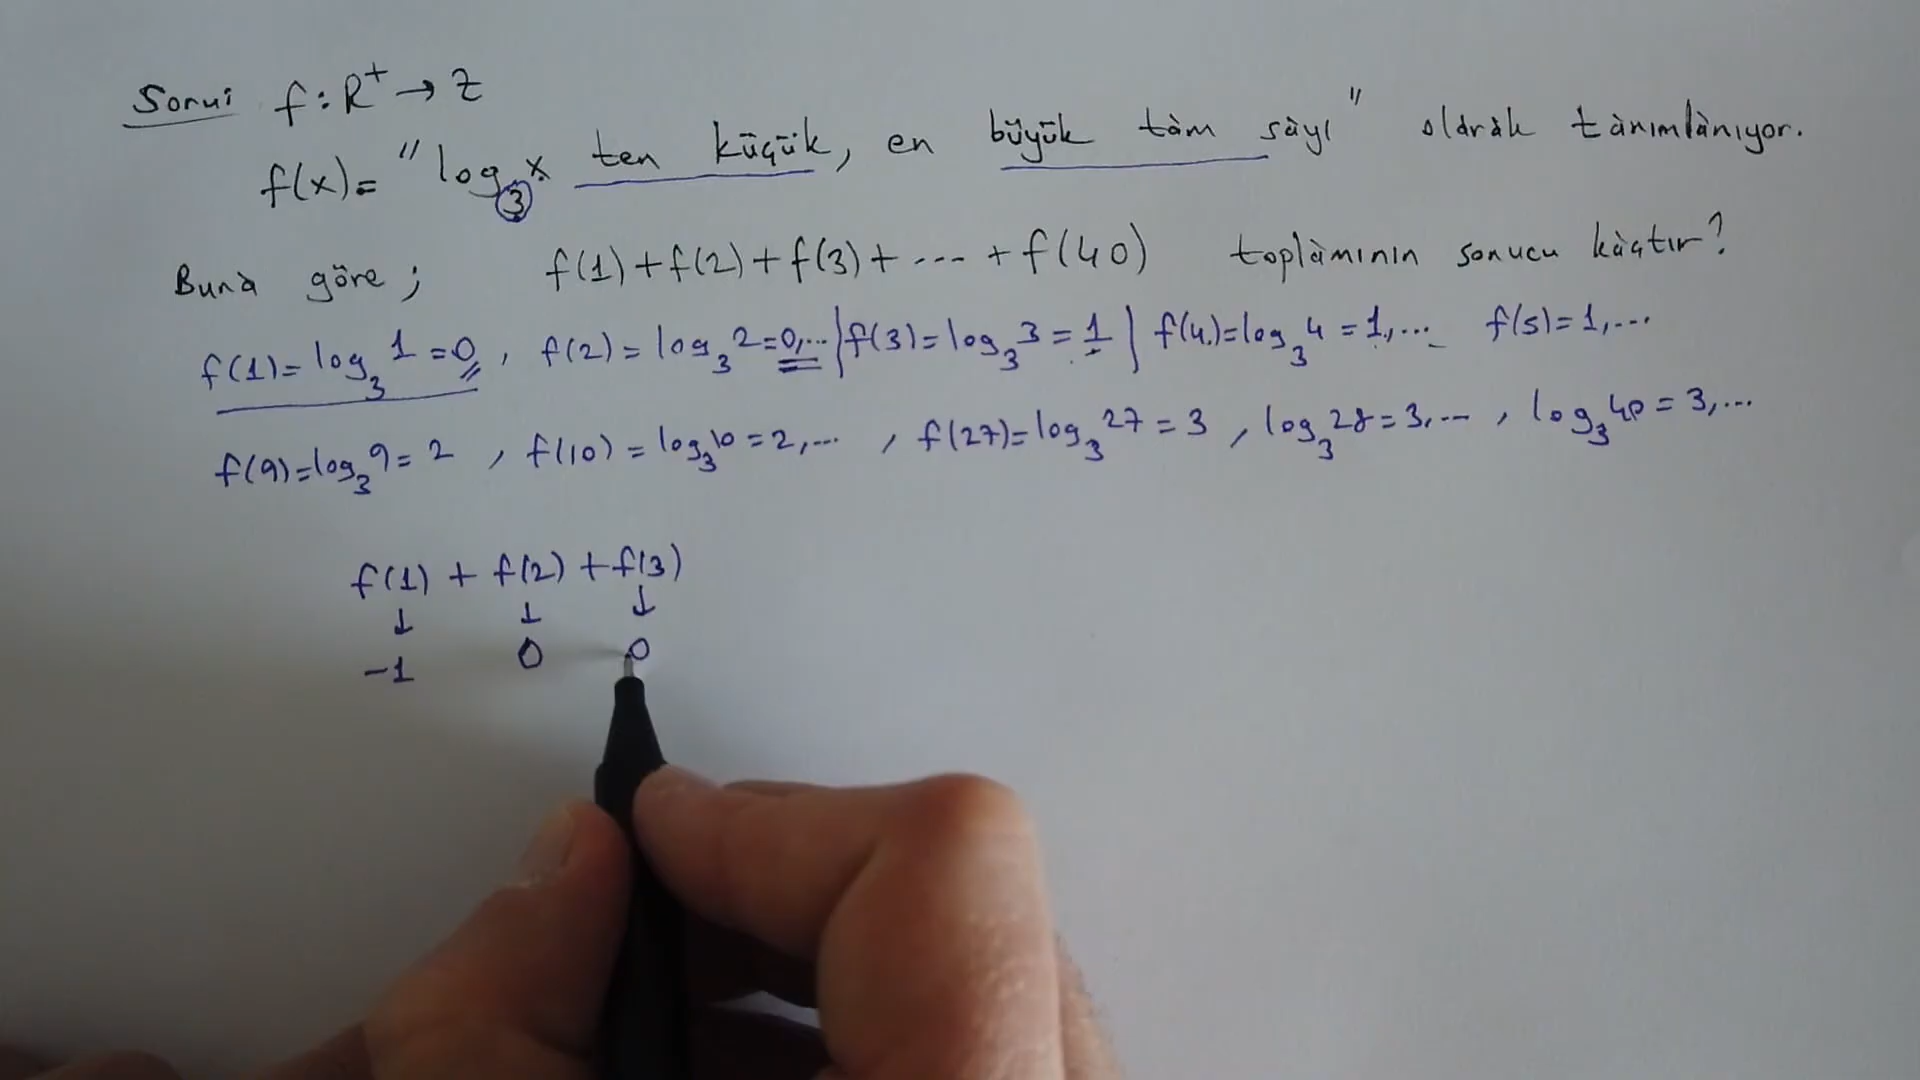 Soru: f:R⁺→Z
f(x)= "log₃x ten küçük, en büyük tam sayı" olarak tanımlanıyor.
Buna göre; f(1)+f(2)+f(3)+ ... +f(40) toplamının sonucu kaçtır?
f(1)=log₃1=0, f(2)=log₃2=0,... | f(3)=log₃3=1 | f(4)=log₃4=1,... f(5)=1,...
f(9)=log₃9=2, f(10)=log₃10=2,..., f(27)=log₃27=3, log₃28=3,..., log₃40=3,...
f(1) + f(2) + f(3)
↓ ↓ ↓
-1 0 0